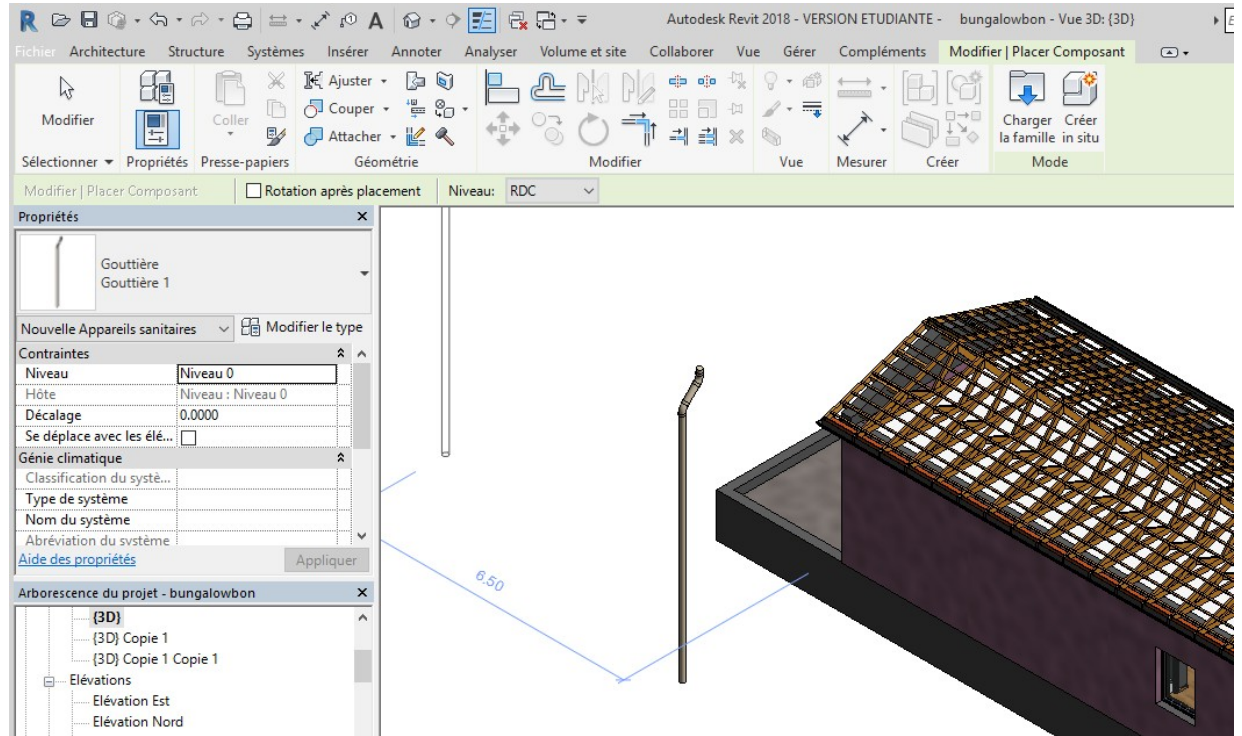 Autodesk Revit 2018 - VERSION ETUDIANTE - bungalowbon - Vue 3D: {3D}
Fichier Architecture Structure Systèmes Insérer Annoter Analyser Volume et site Collaborer Vue Gérer Compléments Modifier | Placer Composant
Modifier
Coller
Ajuster
Couper
Attacher
Charger la famille
Créer in situ
Sélectionner Propriétés Presse-papiers Géométrie Modifier Vue Mesurer Créer Mode
Modifier | Placer Composant Rotation après placement Niveau: RDC
Propriétés
Gouttière
Gouttière 1
Nouvelle Appareils sanitaires Modifier le type
Contraintes
Niveau Niveau 0
Hôte Niveau : Niveau 0
Décalage 0.0000
Se déplace avec les élé...
Génie climatique
Classification du systè...
Type de système
Nom du système
Abréviation du système
Aide des propriétés Appliquer
6.50
Arborescence du projet - bungalowbon
{3D}
{3D} Copie 1
{3D} Copie 1 Copie 1
Elévations
Elévation Est
Elévation Nord